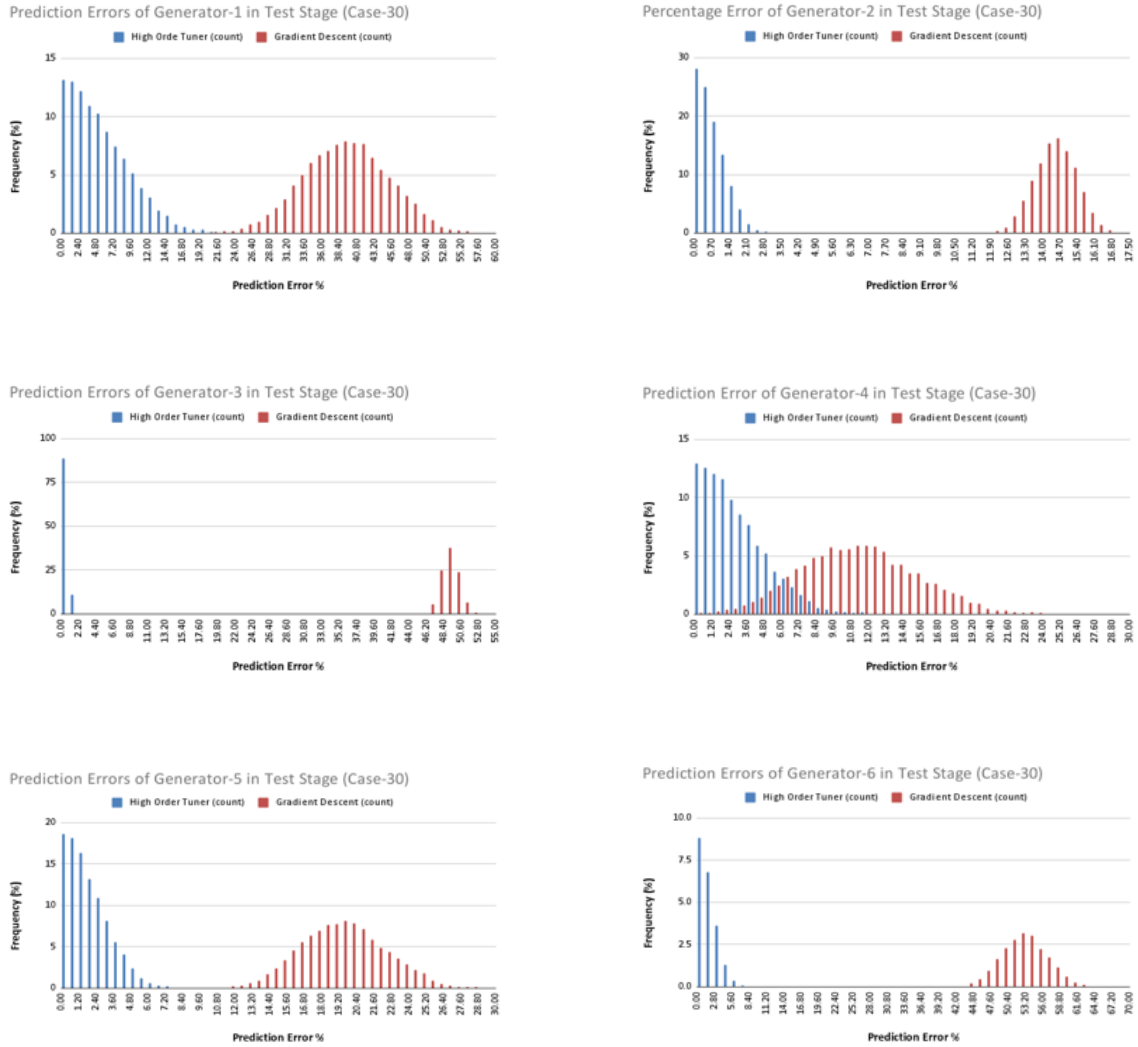 Prediction Errors of Generator-1 in Test Stage (Case-30)
High Orde Tuner (count) Gradient Descent (count)
Frequency (%)
15
10
5
0
0.00 2.40 4.80 7.20 9.60 12.00 14.40 16.80 19.20 21.60 24.00 26.40 28.80 31.20 33.60 36.00 38.40 40.80 43.20 45.60 48.00 50.40 52.80 55.20 57.60 60.00
Prediction Error %
Percentage Error of Generator-2 in Test Stage (Case-30)
High Order Tuner (count) Gradient Descent (count)
Frequency (%)
30
20
10
0
0.00 0.70 1.40 2.10 2.80 3.50 4.20 4.90 5.60 6.30 7.00 7.70 8.40 9.10 9.80 10.50 11.20 11.90 12.60 13.30 14.00 14.70 15.40 16.10 16.80 17.50
Prediction Error %
Prediction Errors of Generator-3 in Test Stage (Case-30)
High Order Tuner (count) Gradient Descent (count)
Frequency (%)
100
75
50
25
0
0.00 2.20 4.40 6.60 8.80 11.00 13.20 15.40 17.60 19.80 22.00 24.20 26.40 28.60 30.80 33.00 35.20 37.40 39.60 41.80 44.00 46.20 48.40 50.60 52.80 55.00
Prediction Error %
Prediction Error of Generator-4 in Test Stage (Case-30)
High Order Tuner (count) Gradient Descent (count)
Frequency (%)
15
10
5
0
0.00 1.20 2.40 3.60 4.80 6.00 7.20 8.40 9.60 10.80 12.00 13.20 14.40 15.60 16.80 18.00 19.20 20.40 21.60 22.80 24.00 25.20 26.40 27.60 28.80 30.00
Prediction Error %
Prediction Errors of Generator-5 in Test Stage (Case-30)
High Order Tuner (count) Gradient Descent (count)
Frequency (%)
20
15
10
5
0
0.00 1.20 2.40 3.60 4.80 6.00 7.20 8.40 9.60 10.80 12.00 13.20 14.40 15.60 16.80 18.00 19.20 20.40 21.60 22.80 24.00 25.20 26.40 27.60 28.80 30.00
Prediction Error %
Prediction Errors of Generator-6 in Test Stage (Case-30)
High Order Tuner (count) Gradient Descent (count)
Frequency (%)
10.0
7.5
5.0
2.5
0.0
0.00 2.80 5.60 8.40 11.20 14.00 16.80 19.60 22.40 25.20 28.00 30.80 33.60 36.40 39.20 42.00 44.80 47.60 50.40 53.20 56.00 58.80 61.60 64.40 67.20 70.00
Prediction Error %